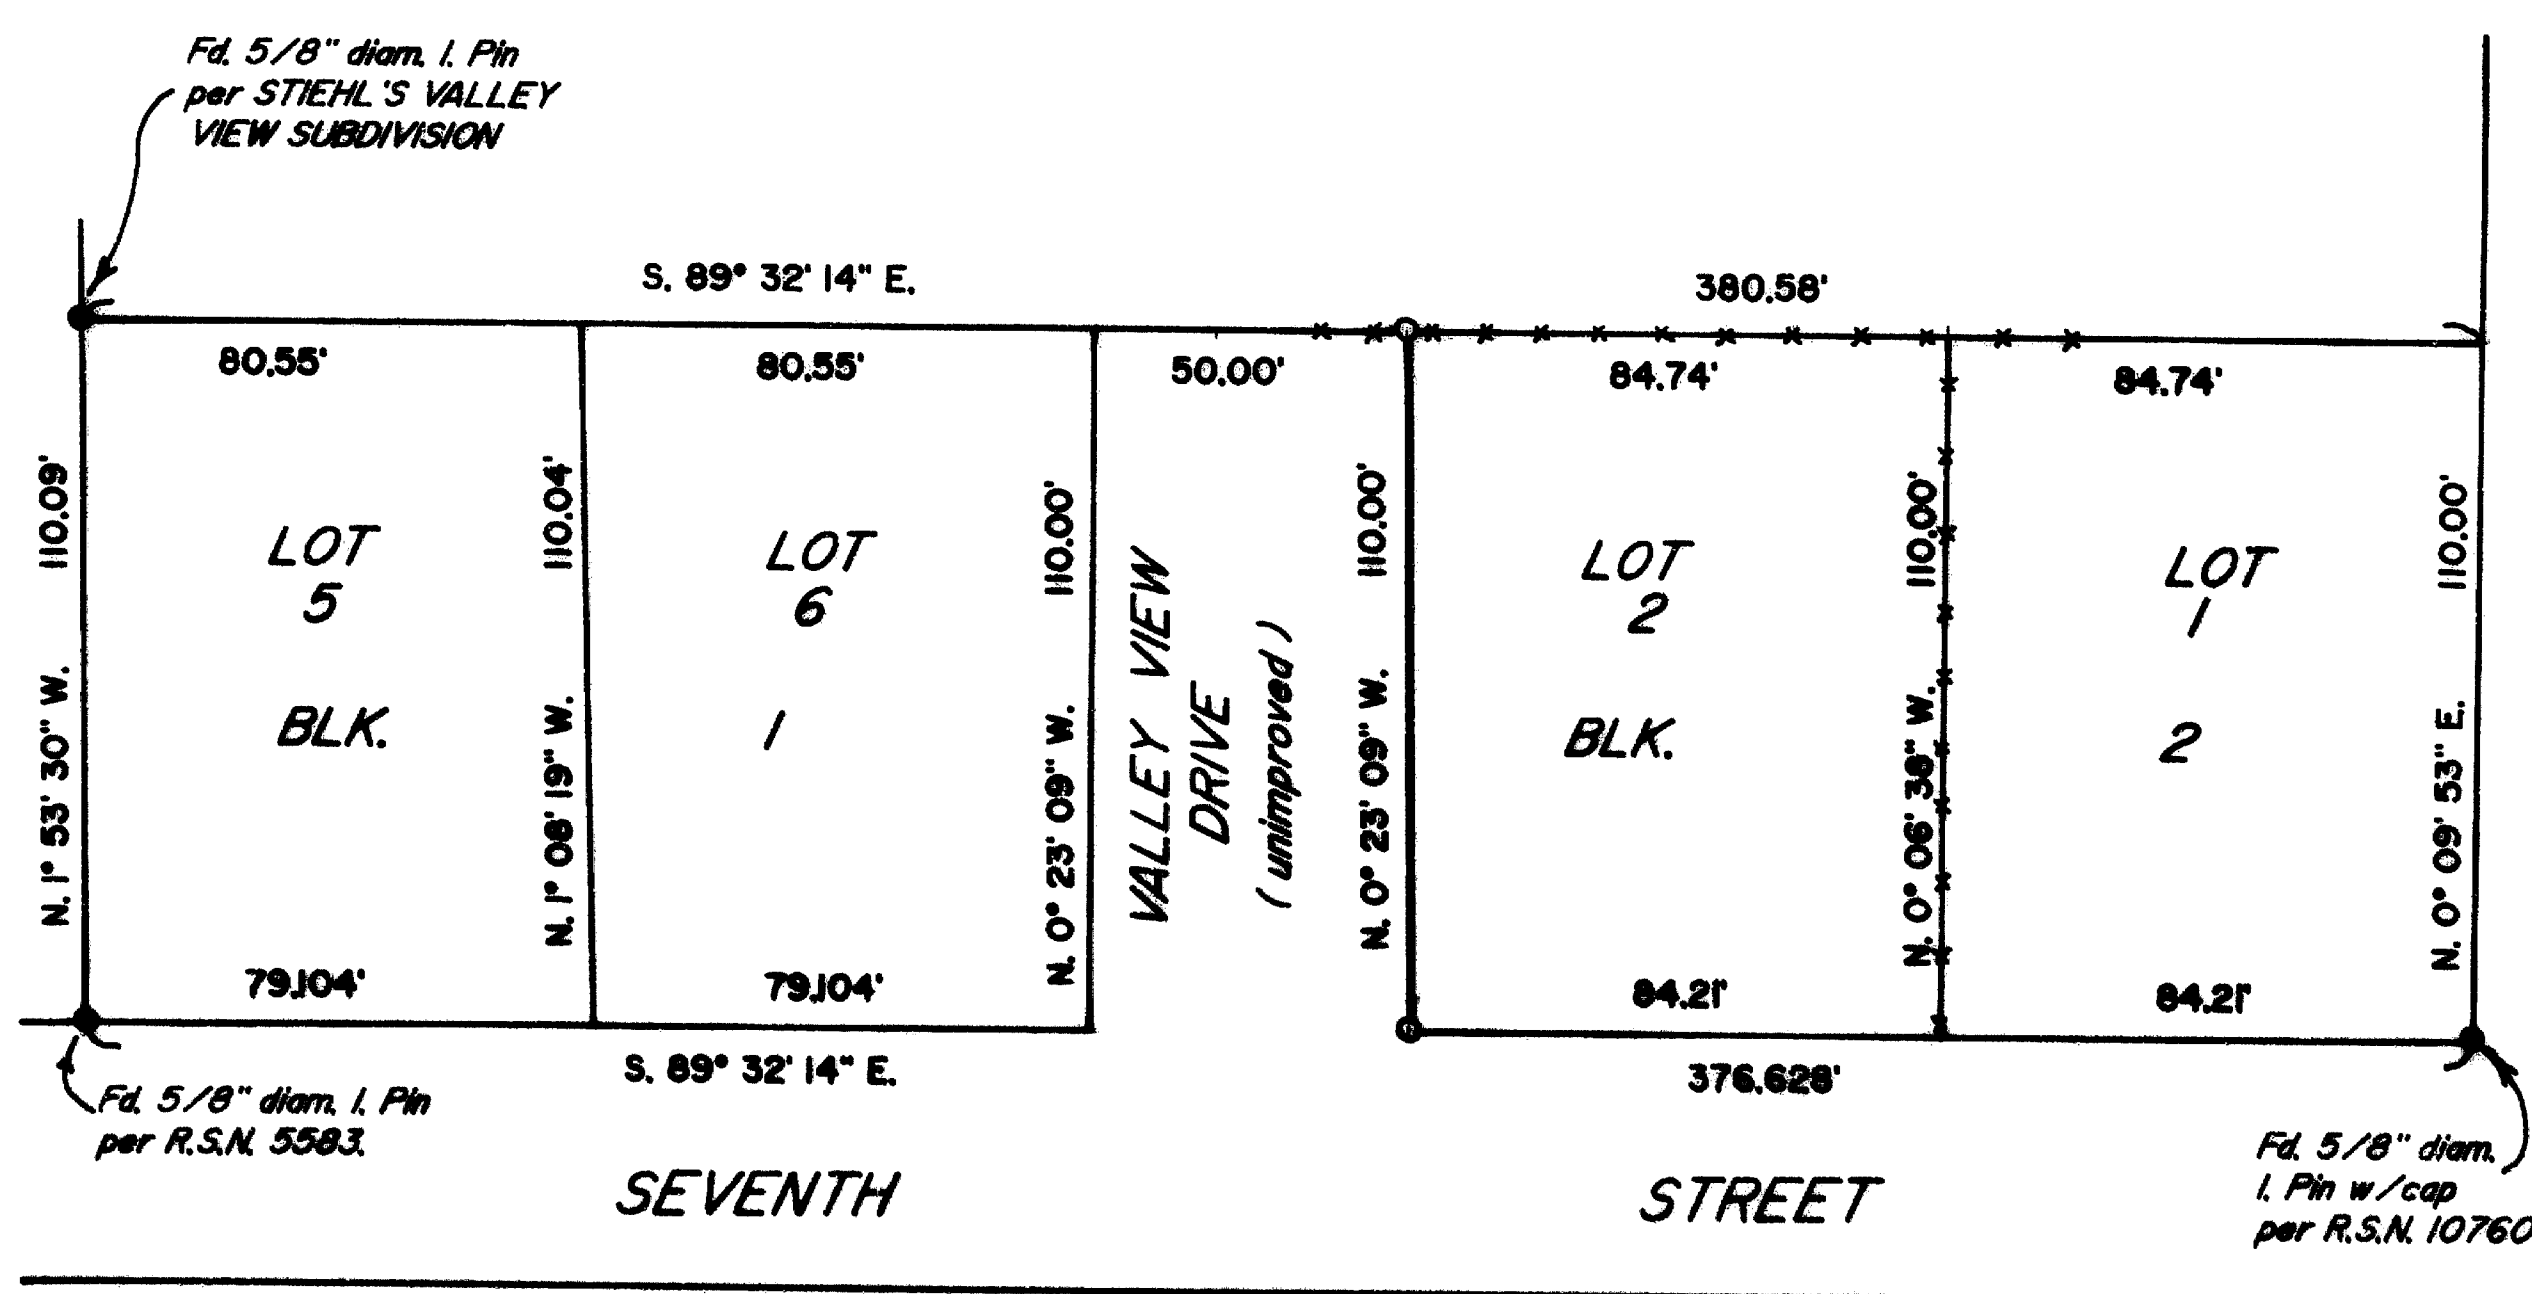 Fd. 5/8" diam. I. Pin
per STIEHL'S VALLEY
VIEW SUBDIVISION
S. 89° 32' 14" E.
380.58'
80.55'
80.55'
50.00'
84.74'
84.74'
N. 1° 53' 30" W. 110.09'
LOT
5
BLK.
N. 1° 08' 19" W. 110.04'
LOT
6
1
N. 0° 23' 09" W. 110.00'
VALLEY VIEW
DRIVE
( unimproved )
N. 0° 23' 09" W. 110.00'
LOT
2
BLK.
N. 0° 06' 38" W. 110.00'
LOT
1
2
N. 0° 09' 53" E. 110.00'
79.104'
79.104'
84.21'
84.21'
S. 89° 32' 14" E.
376.628'
Fd. 5/8" diam. I. Pin
per R.S.N. 5583.
SEVENTH STREET
Fd. 5/8" diam.
I. Pin w/cap
per R.S.N. 10760